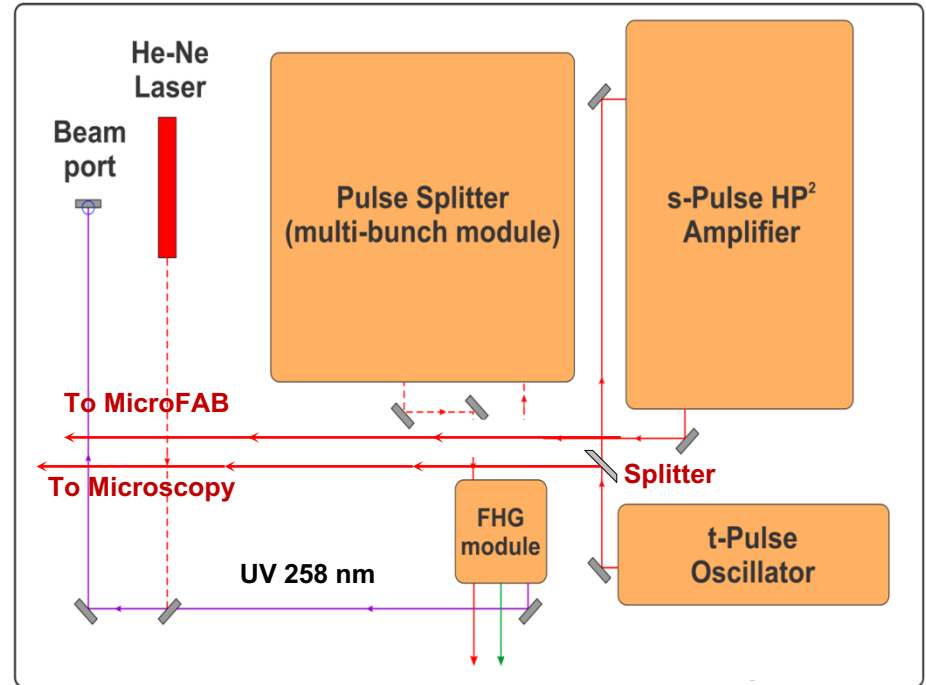 He-Ne
Laser
Beam
port
Pulse Splitter
(multi-bunch module)
s-Pulse HP²
Amplifier
To MicroFAB
To Microscopy
Splitter
FHG
module
t-Pulse
Oscillator
UV 258 nm